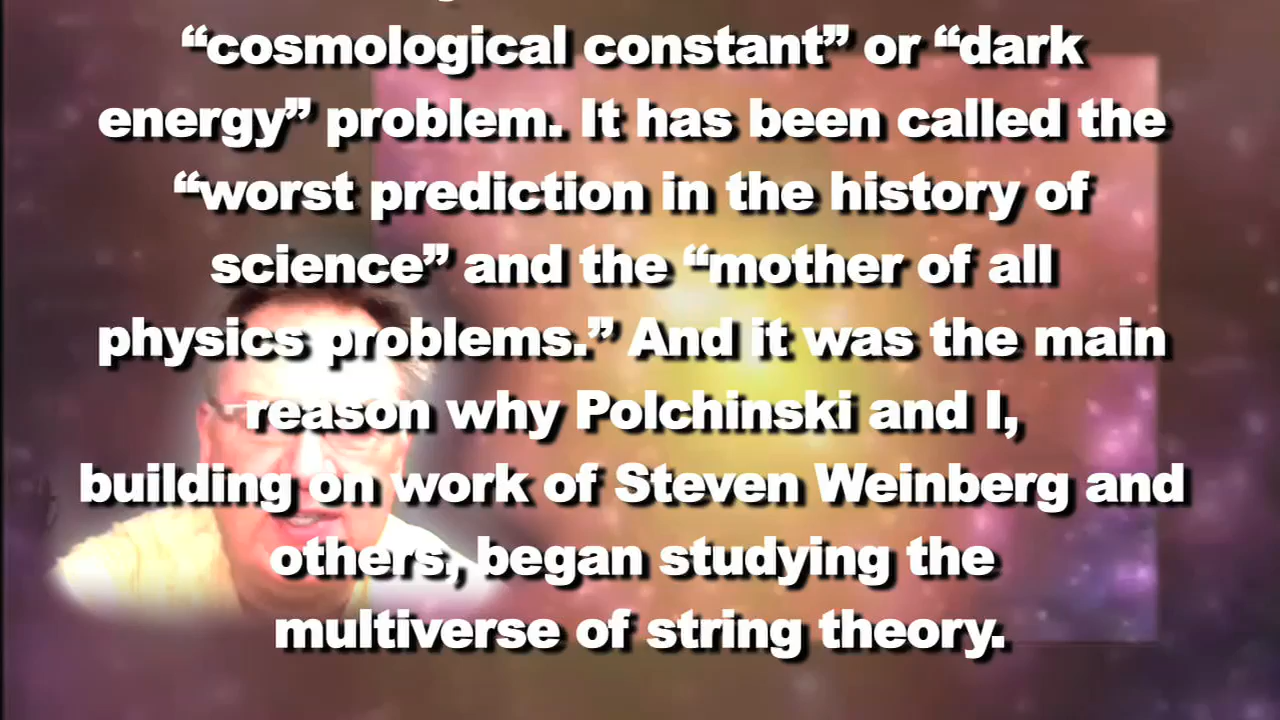 “cosmological constant” or “dark
energy” problem. It has been called the
“worst prediction in the history of
science” and the “mother of all
physics problems.” And it was the main
reason why Polchinski and I,
building on work of Steven Weinberg and
others, began studying the
multiverse of string theory.